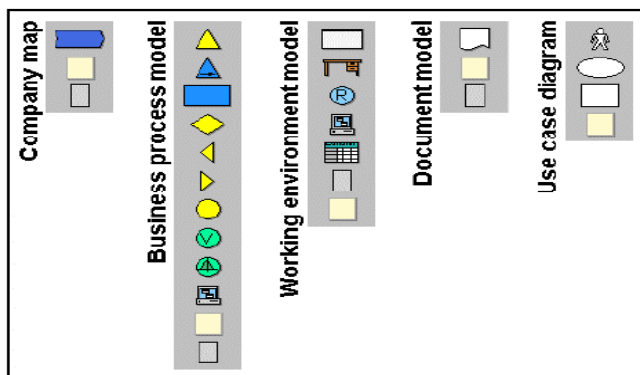 Company map
Business process model
Working environment model
R
Document model
Use case diagram